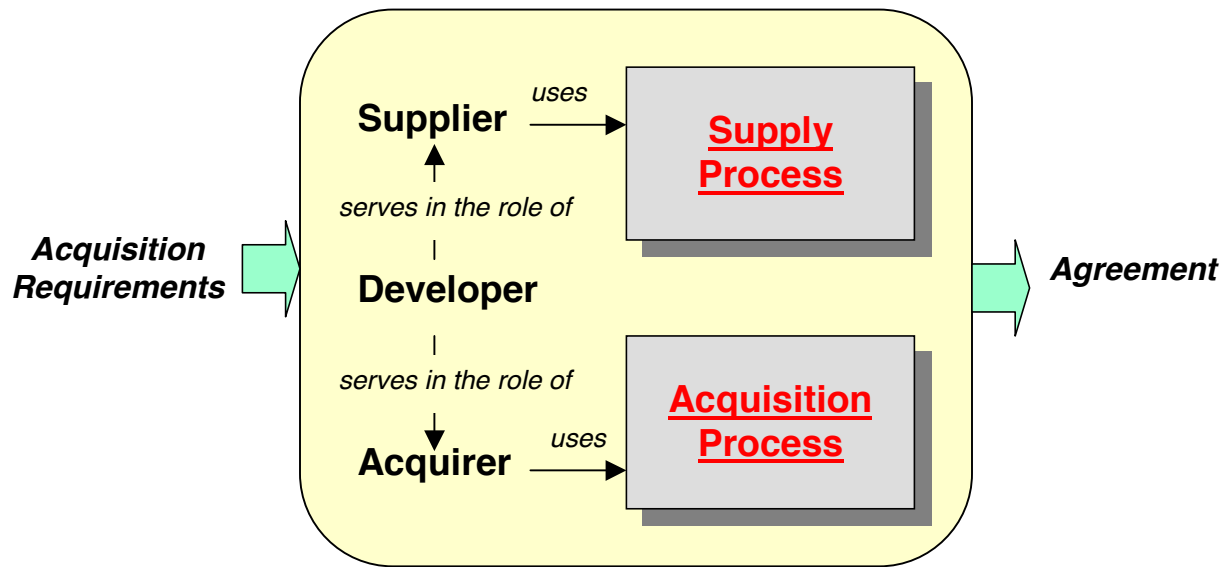 Acquisition
Requirements
Supplier
uses
Supply
Process
serves in the role of
Developer
serves in the role of
Acquirer
uses
Acquisition
Process
Agreement